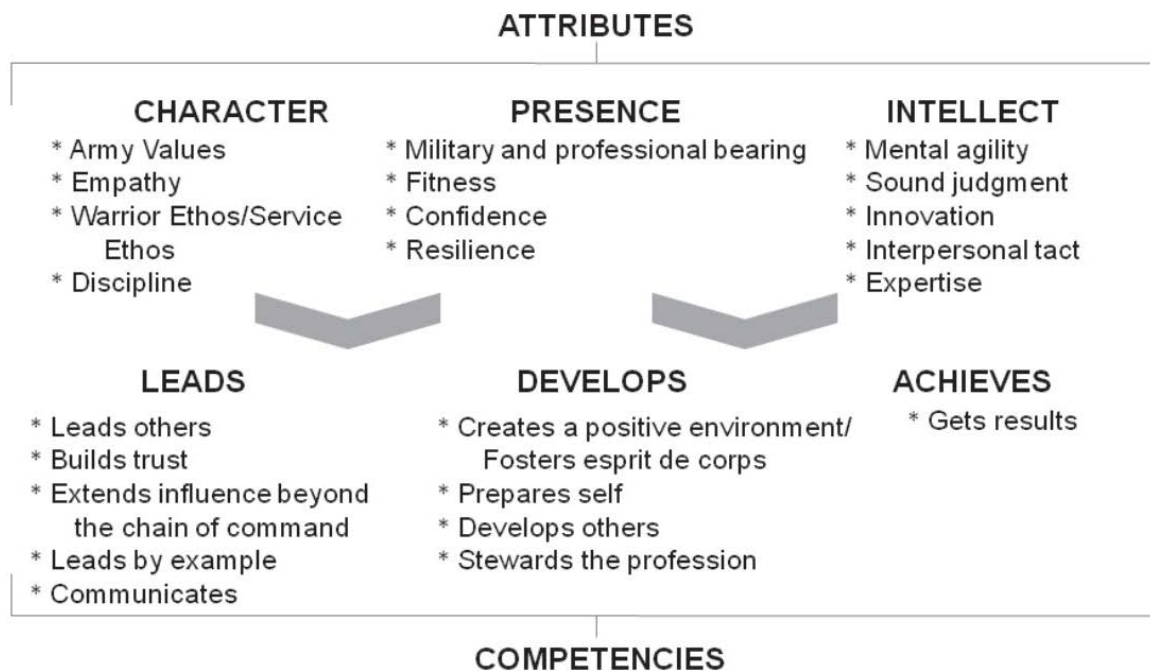 ATTRIBUTES
CHARACTER
* Army Values
* Empathy
* Warrior Ethos/Service
Ethos
* Discipline
PRESENCE
* Military and professional bearing
* Fitness
* Confidence
* Resilience
INTELLECT
* Mental agility
* Sound judgment
* Innovation
* Interpersonal tact
* Expertise
LEADS
* Leads others
* Builds trust
* Extends influence beyond
the chain of command
* Leads by example
* Communicates
DEVELOPS
* Creates a positive environment/
Fosters esprit de corps
* Prepares self
* Develops others
* Stewards the profession
ACHIEVES
* Gets results
COMPETENCIES